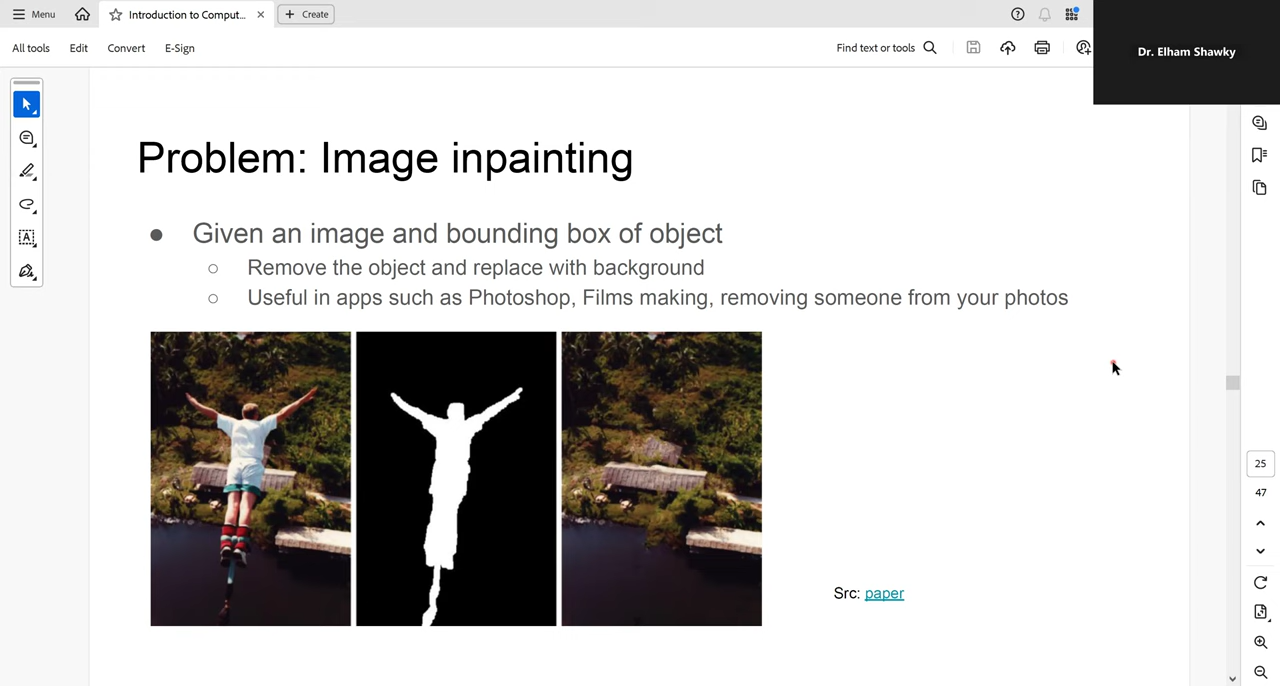 Menu
Introduction to Comput...
Create
All tools
Edit
Convert
E-Sign
Find text or tools
Dr. Elham Shawky
Problem: Image inpainting
● Given an image and bounding box of object
○ Remove the object and replace with background
○ Useful in apps such as Photoshop, Films making, removing someone from your photos
Src: paper
25
47